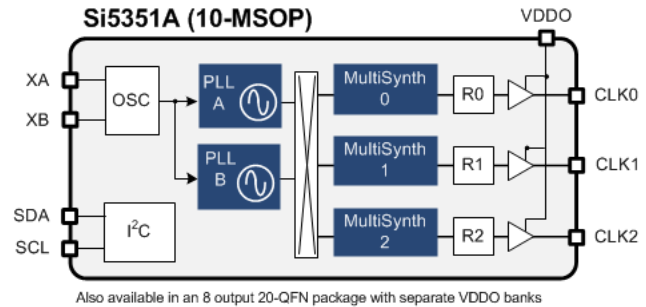 Si5351A (10-MSOP)
VDDO
XA
XB
OSC
PLL
A
PLL
B
MultiSynth
0
R0
CLK0
MultiSynth
1
R1
CLK1
MultiSynth
2
R2
CLK2
SDA
SCL
I²C
Also available in an 8 output 20-QFN package with separate VDDO banks